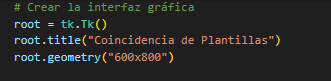 # Crear la interfaz gráfica
root = tk.Tk()
root.title("Coincidencia de Plantillas")
root.geometry("600x800")